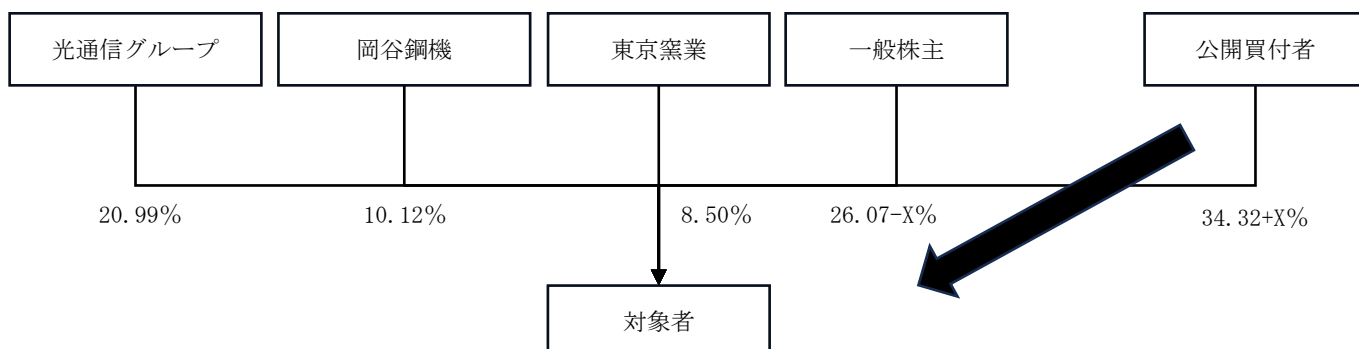 光通信グループ
岡谷鋼機
東京窯業
一般株主
公開買付者
20.99%
10.12%
8.50%
26.07-X%
34.32+X%
対象者